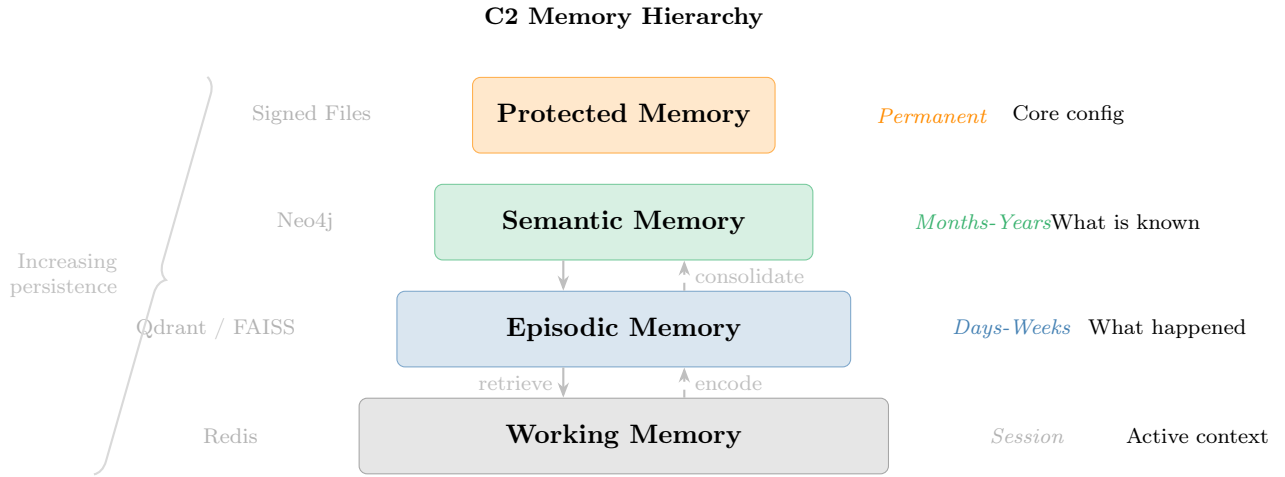 C2 Memory Hierarchy
Signed Files
Protected Memory
Permanent
Core config
Neo4j
Semantic Memory
Months-Years
What is known
Increasing
persistence
consolidate
Qdrant / FAISS
Episodic Memory
Days-Weeks
What happened
retrieve
encode
Redis
Working Memory
Session
Active context